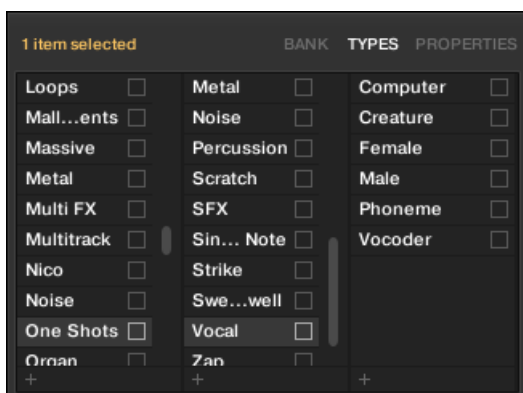 1 item selected BANK TYPES PROPERTIES
Loops Metal Computer
Mall...ents Noise Creature
Massive Percussion Female
Metal Scratch Male
Multi FX SFX Phoneme
Multitrack Sin... Note Vocoder
Nico Strike
Noise Swe...well
One Shots Vocal
Organ Zap
+ + +